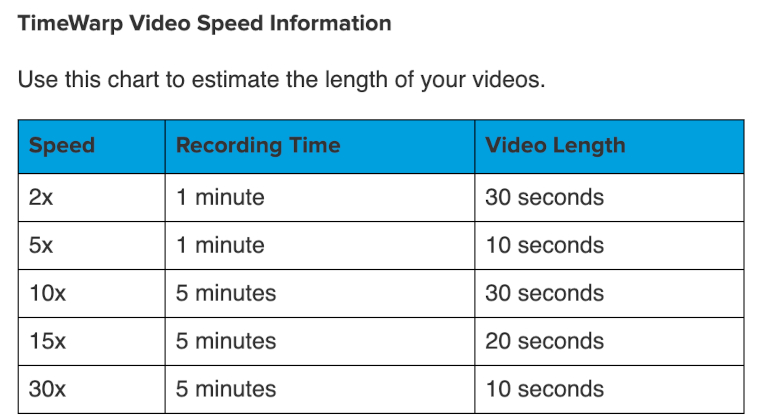 TimeWarp Video Speed Information
Use this chart to estimate the length of your videos.
Speed Recording Time Video Length
2x 1 minute 30 seconds
5x 1 minute 10 seconds
10x 5 minutes 30 seconds
15x 5 minutes 20 seconds
30x 5 minutes 10 seconds